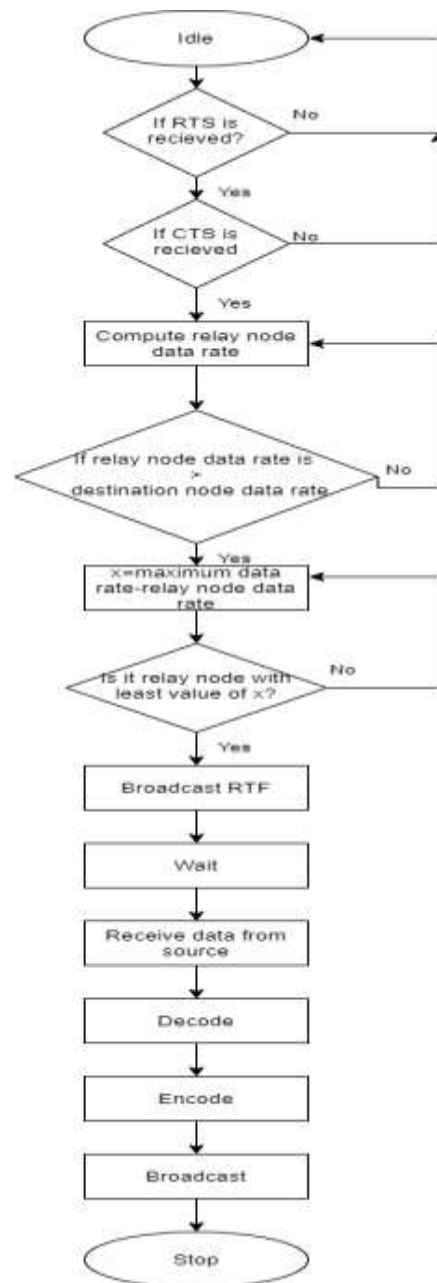 Idle
If RTS is
recieved?
No
Yes
If CTS is
recieved
No
Yes
Compute relay node
data rate
If relay node data rate is
>
destination node data rate
No
Yes
x=maximum data
rate-relay node data
rate
Is it relay node with
least value of x?
No
Yes
Broadcast RTF
Wait
Receive data from
source
Decode
Encode
Broadcast
Stop